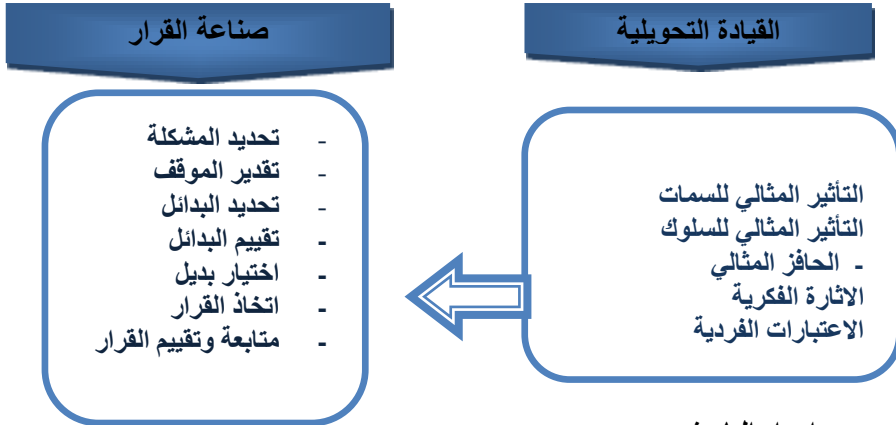 القيادة التحويلية
التأثير المثالي للسمات
التأثير المثالي للسلوك
- الحافز المثالي
الاثارة الفكرية
الاعتبارات الفردية
صناعة القرار
- تحديد المشكلة
- تقدير الموقف
- تحديد البدائل
- تقييم البدائل
- اختيار بديل
- اتخاذ القرار
- متابعة وتقييم القرار